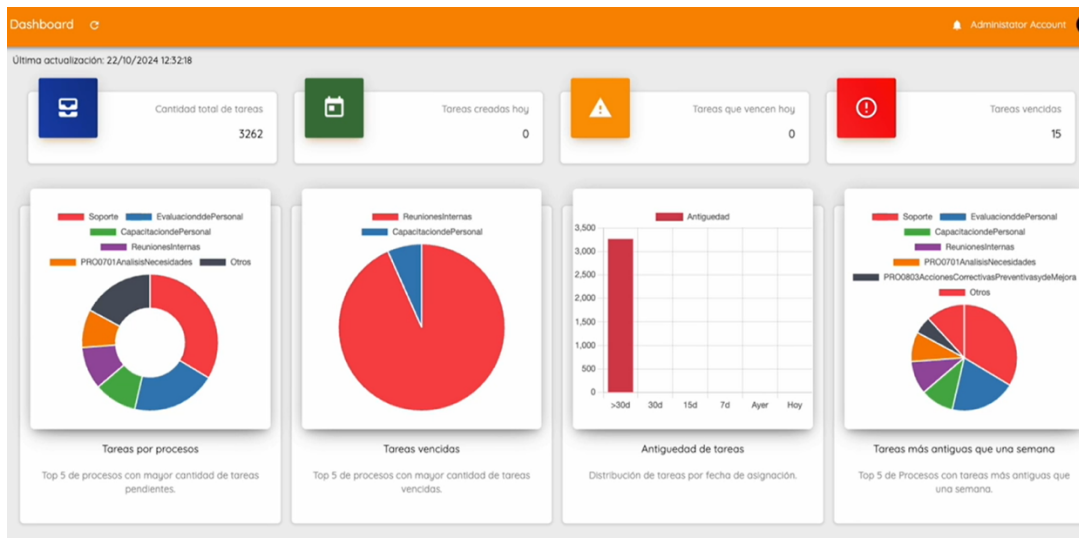 Dashboard
Administator Account
Última actualización: 22/10/2024 12:32:18
Cantidad total de tareas
3262
Tareas creadas hoy
0
Tareas que vencen hoy
0
Tareas vencidas
15
Soporte EvaluacionddePersonal
CapacitaciondePersonal
ReunionesInternas
PRO0701AnalisisNecesidades Otros
Tareas por procesos
Top 5 de procesos con mayor cantidad de tareas
pendientes.
ReunionesInternas
CapacitaciondePersonal
Tareas vencidas
Top 5 de procesos con mayor cantidad de tareas
vencidas.
Antiguedad
3,500
3,000
2,500
2,000
1,500
1,000
500
0
>30d 30d 15d 7d Ayer Hoy
Antiguedad de tareas
Distribución de tareas por fecha de asignación.
Soporte EvaluacionddePersonal
CapacitaciondePersonal
ReunionesInternas
PRO0701AnalisisNecesidades
PRO0803AccionesCorrectivasPreventivasydeMejora
Otros
Tareas más antiguas que una semana
Top 5 de Procesos con tareas más antiguas que
una semana.